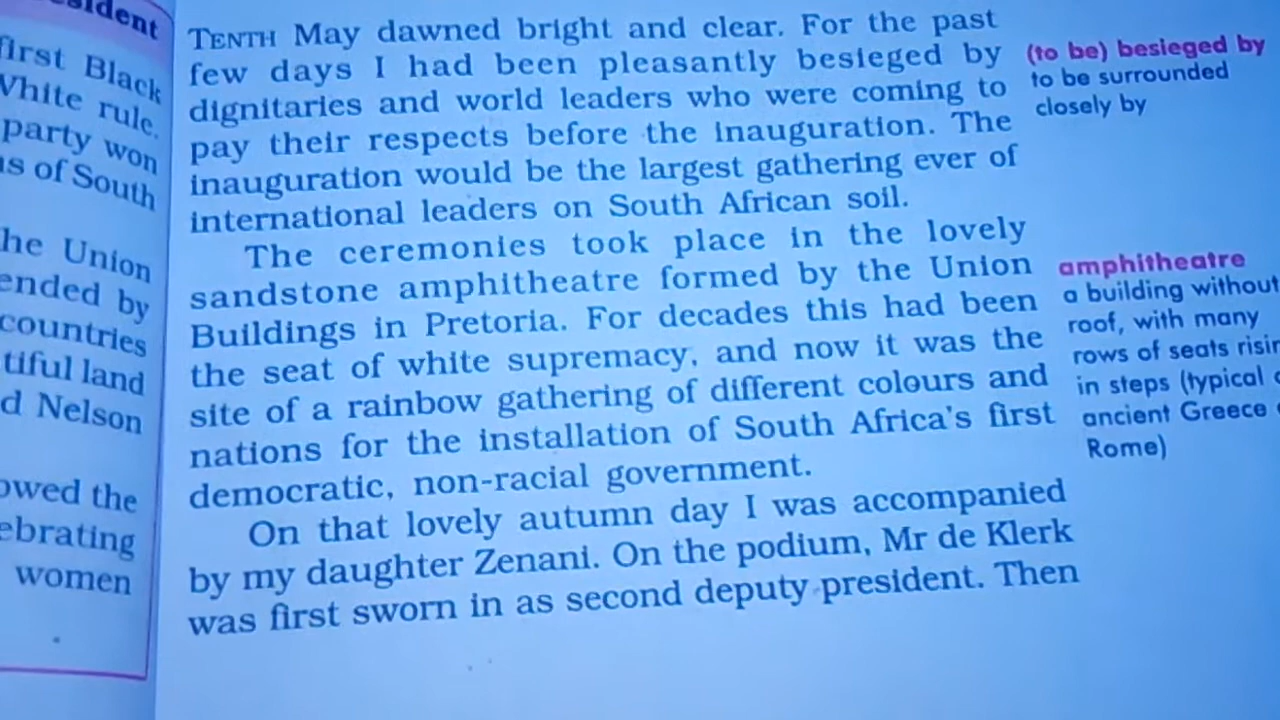 sident
first Black
White rule.
party won
ns of South
he Union
ended by
countries
tiful land
d Nelson
owed the
ebrating
women
TENTH May dawned bright and clear. For the past
few days I had been pleasantly besieged by
dignitaries and world leaders who were coming to
pay their respects before the inauguration. The
inauguration would be the largest gathering ever of
international leaders on South African soil.
The ceremonies took place in the lovely
sandstone amphitheatre formed by the Union
Buildings in Pretoria. For decades this had been
the seat of white supremacy, and now it was the
site of a rainbow gathering of different colours and
nations for the installation of South Africa's first
democratic, non-racial government.
On that lovely autumn day I was accompanied
by my daughter Zenani. On the podium, Mr de Klerk
was first sworn in as second deputy president. Then
(to be) besieged by
to be surrounded
closely by
amphitheatre
a building without
roof, with many
rows of seats risin
in steps (typical
ancient Greece
Rome)